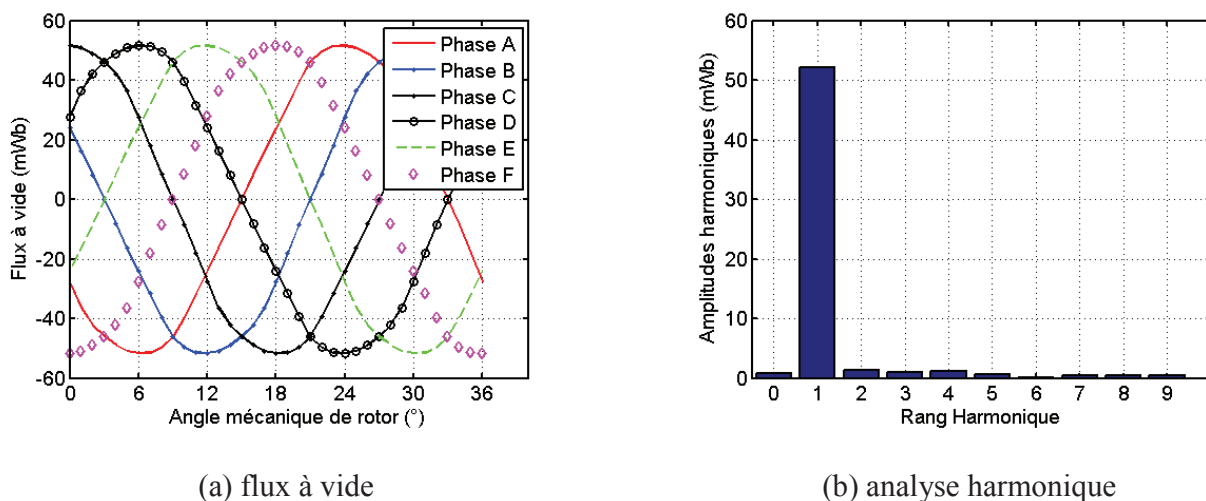 60
40
20
0
-20
-40
-60
Flux à vide (mWb)
0 6 12 18 24 30 36
Angle mécanique de rotor (°)
Phase A
Phase B
Phase C
Phase D
Phase E
Phase F
(a) flux à vide
60
50
40
30
20
10
0
Amplitudes harmoniques (mWb)
0 1 2 3 4 5 6 7 8 9
Rang Harmonique
(b) analyse harmonique